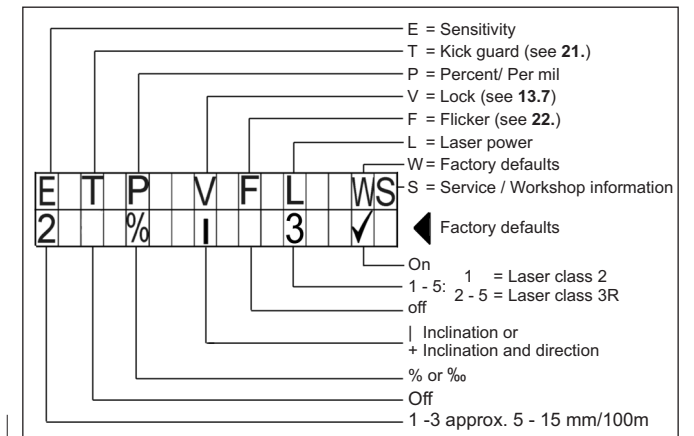 E = Sensitivity
T = Kick guard (see 21.)
P = Percent/ Per mil
V = Lock (see 13.7)
F = Flicker (see 22.)
L = Laser power
W = Factory defaults
S = Service / Workshop information
E T P V F L W S
2 % I 3 ✓
Factory defaults
On
1 - 5: 1 = Laser class 2
2 - 5 = Laser class 3R
off
| Inclination or
+ Inclination and direction
% or ‰
Off
1 -3 approx. 5 - 15 mm/100m